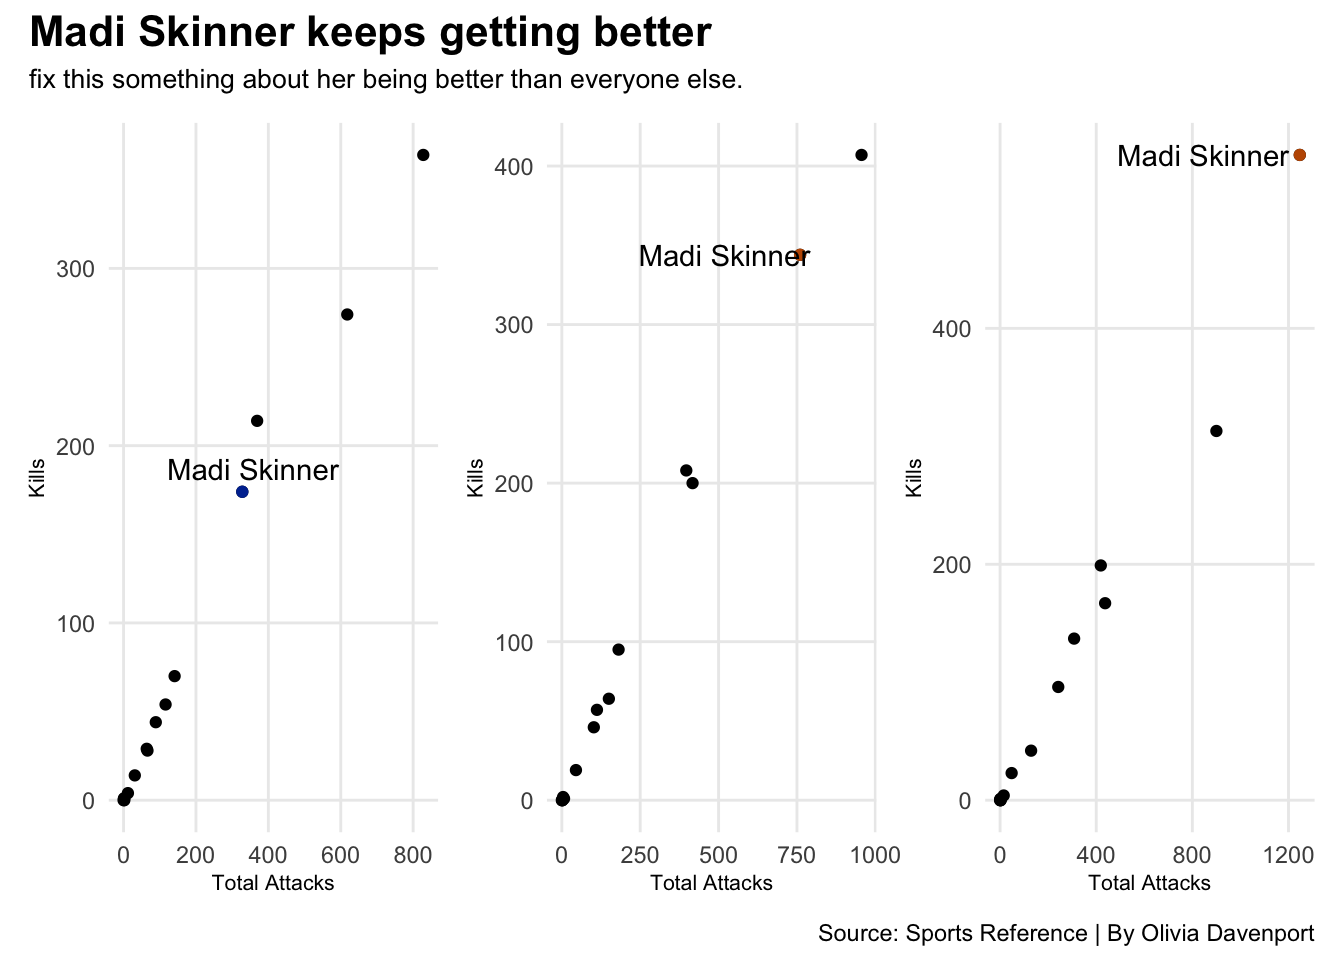 Madi Skinner keeps getting better
fix this something about her being better than everyone else.
Kills
300
200
100
0
Madi Skinner
0 200 400 600 800
Total Attacks
Kills
400
300
200
100
0
Madi Skinner
0 250 500 750 1000
Total Attacks
Kills
400
200
0
Madi Skinner
0 400 800 1200
Total Attacks
Source: Sports Reference | By Olivia Davenport